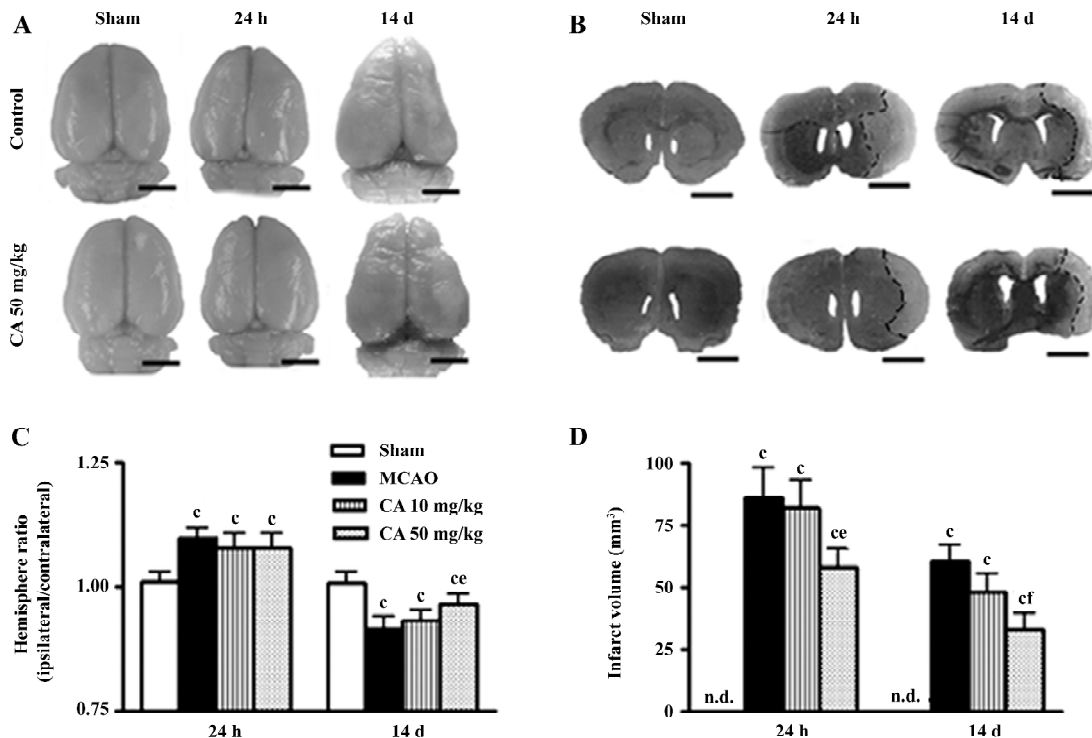 A
Sham
24 h
14 d
Control
CA 50 mg/kg
B
Sham
24 h
14 d
C
Hemisphere ratio
(ipsilateral/contralateral)
1.25
1.00
0.75
Sham
MCAO
CA 10 mg/kg
CA 50 mg/kg
c
c
c
c
c
ce
24 h
14 d
D
Infarct volume (mm³)
100
75
50
25
0
n.d.
c
c
ce
n.d.
c
c
cf
24 h
14 d